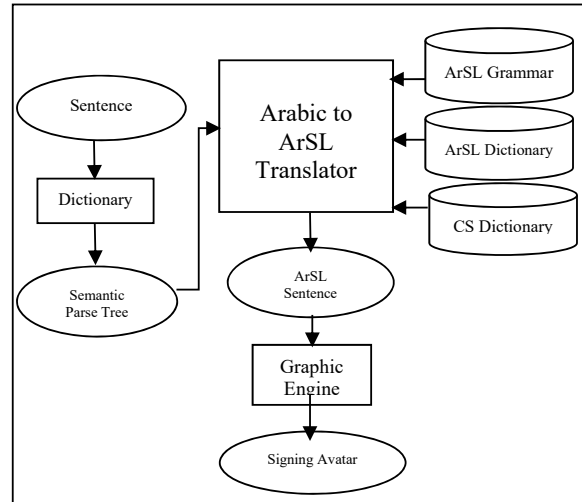 Sentence
Dictionary
Semantic
Parse Tree
Arabic to
ArSL
Translator
ArSL Grammar
ArSL Dictionary
CS Dictionary
ArSL
Sentence
Graphic
Engine
Signing Avatar